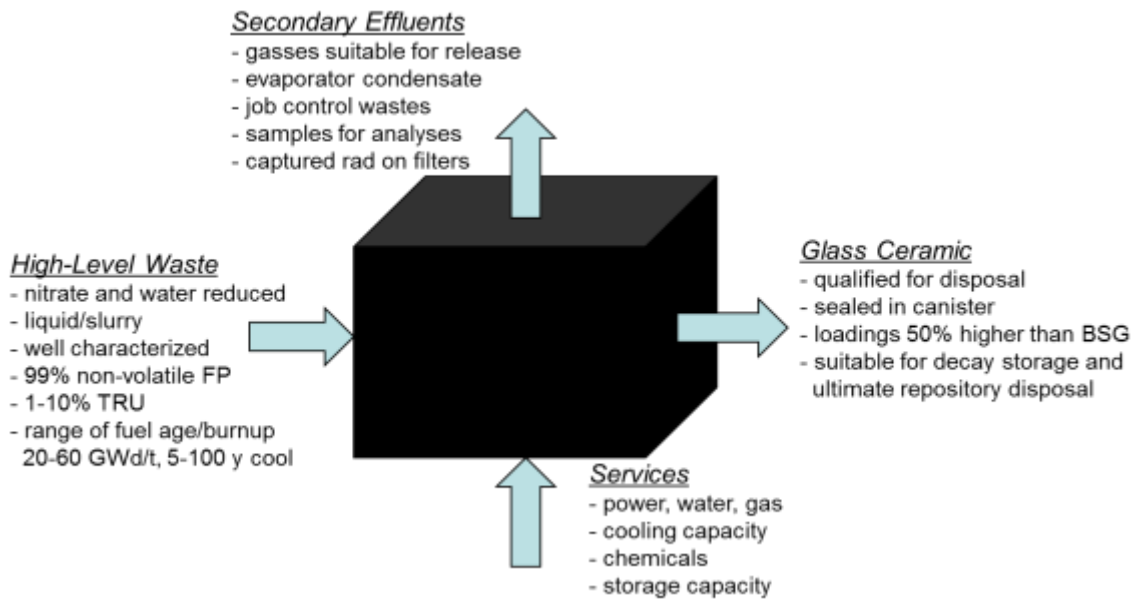 Secondary Effluents
- gasses suitable for release
- evaporator condensate
- job control wastes
- samples for analyses
- captured rad on filters
High-Level Waste
- nitrate and water reduced
- liquid/slurry
- well characterized
- 99% non-volatile FP
- 1-10% TRU
- range of fuel age/burnup
20-60 GWd/t, 5-100 y cool
Glass Ceramic
- qualified for disposal
- sealed in canister
- loadings 50% higher than BSG
- suitable for decay storage and
ultimate repository disposal
Services
- power, water, gas
- cooling capacity
- chemicals
- storage capacity